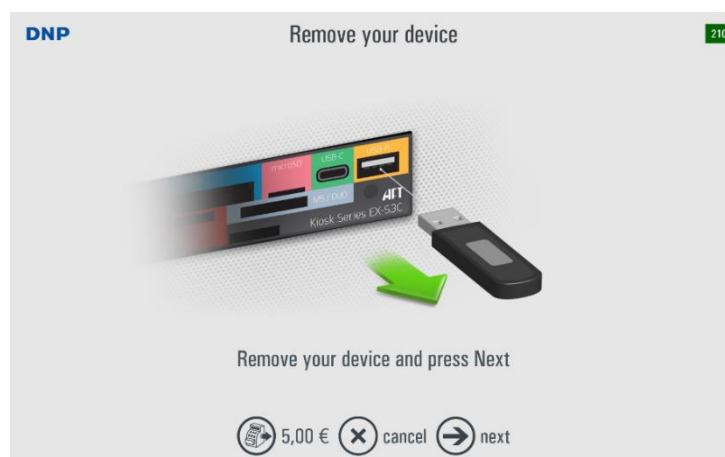 DNP
Remove your device
210
microSD
USB-C
USB-A
MS / DUO
AFT
Kiosk Series EX-S3C
Remove your device and press Next
5,00 €
cancel
next